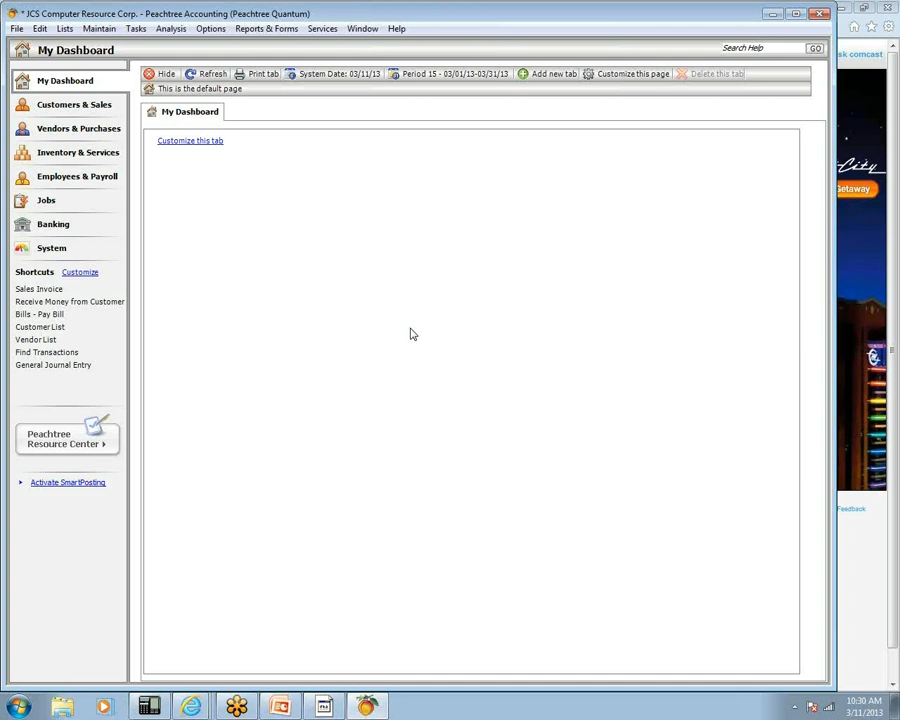 * JCS Computer Resource Corp. - Peachtree Accounting (Peachtree Quantum)
File Edit Lists Maintain Tasks Analysis Options Reports & Forms Services Window Help
My Dashboard
Search Help
GO
My Dashboard
Customers & Sales
Vendors & Purchases
Inventory & Services
Employees & Payroll
Jobs
Banking
System
Shortcuts Customize
Sales Invoice
Receive Money from Customer
Bills - Pay Bill
Customer List
Vendor List
Find Transactions
General Journal Entry
Peachtree
Resource Center
Activate SmartPosting
Hide Refresh Print tab System Date: 03/11/13 Period 15 - 03/01/13-03/31/13 Add new tab Customize this page Delete this tab
This is the default page
My Dashboard
Customize this tab
sk comcast
City
Getaway
Feedback
10:30 AM
3/11/2013